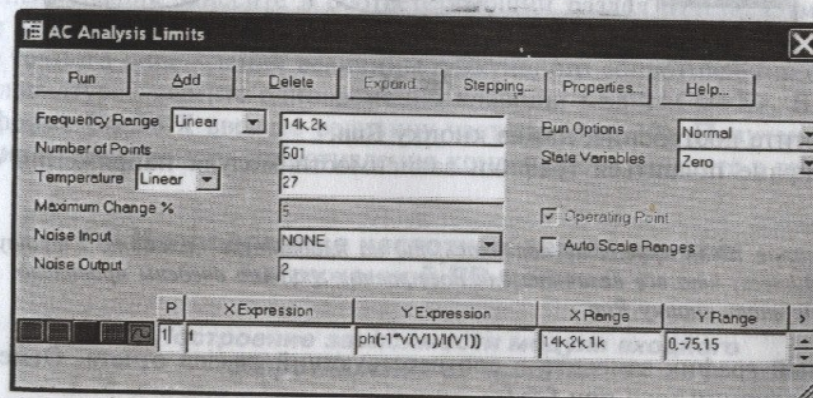 AC Analysis Limits
Run Add Delete Expand... Stepping... Properties... Help...
Frequency Range Linear 14k,2k Run Options Normal
Number of Points 501 State Variables Zero
Temperature Linear 27
Maximum Change % 5 Operating Point
Noise Input NONE Auto Scale Ranges
Noise Output 2
P X Expression Y Expression X Range Y Range >
1 f ph(-1*V(V1)/I(V1)) 14k,2k,1k 0,-75,15